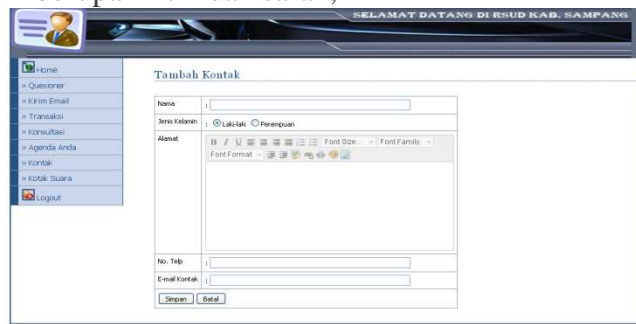 SELAMAT DATANG DI RSUD KAB. SAMPANG
Home
» Quesioner
» Kirim Email
» Transaksi
» Konsultasi
» Agenda Anda
» Kontak
» Kotak Suara
Logout
Tambah Kontak
Nama :
Jenis Kelamin : Laki-laki Perempuan
Alamat
B I U Font Size... Font Family.
Font Format
No. Telp :
E-mail Kontak :
Simpan Batal